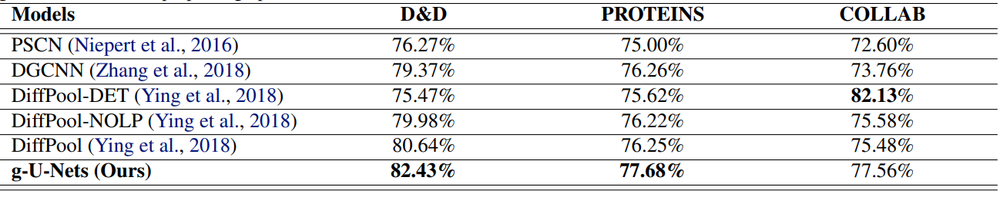 Models D&D PROTEINS COLLAB
PSCN (Niepert et al., 2016) 76.27% 75.00% 72.60%
DGCNN (Zhang et al., 2018) 79.37% 76.26% 73.76%
DiffPool-DET (Ying et al., 2018) 75.47% 75.62% 82.13%
DiffPool-NOLP (Ying et al., 2018) 79.98% 76.22% 75.58%
DiffPool (Ying et al., 2018) 80.64% 76.25% 75.48%
g-U-Nets (Ours) 82.43% 77.68% 77.56%